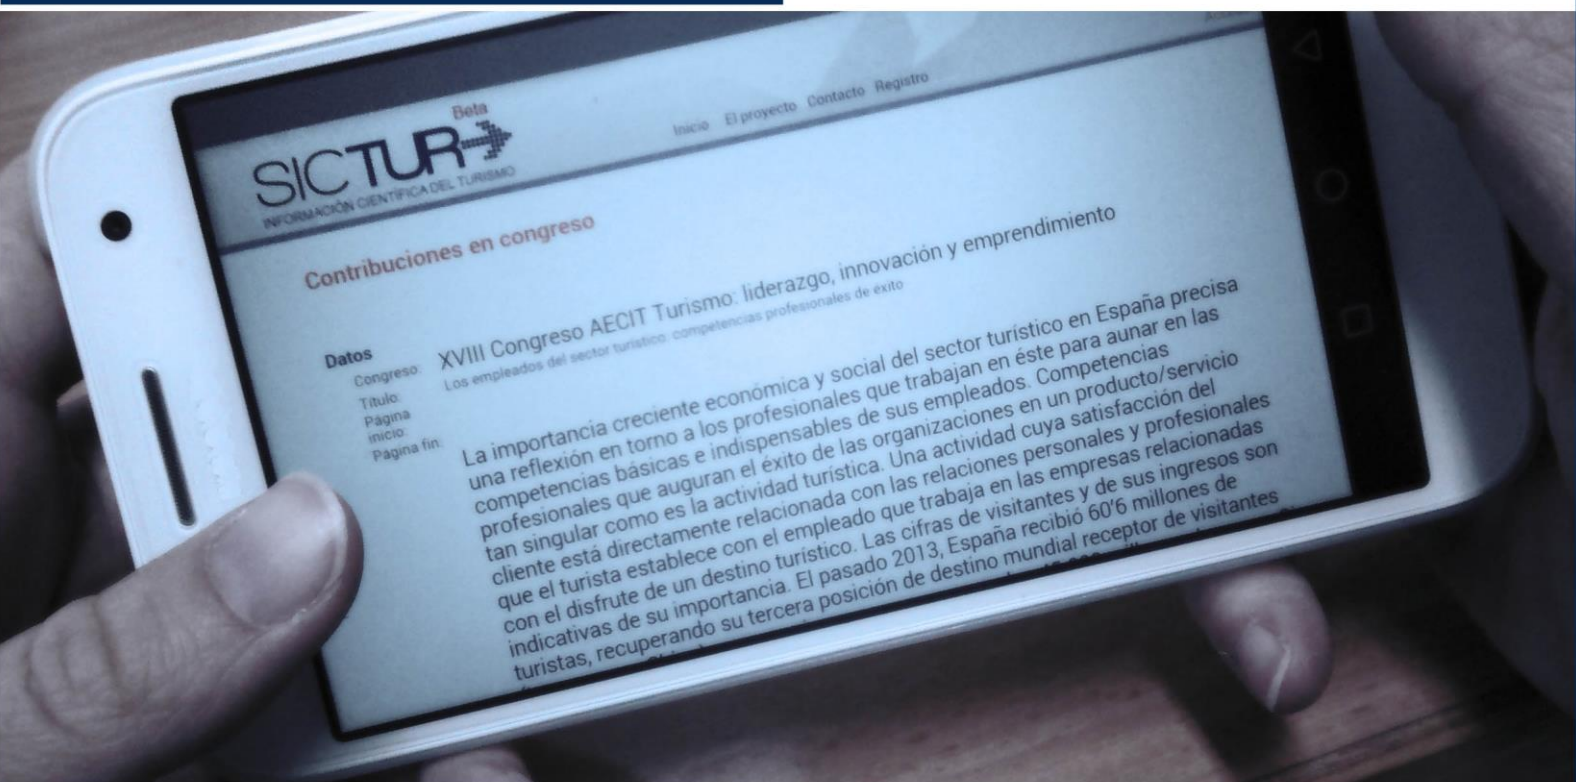 Beta
SICTUR
INFORMACIÓN CIENTÍFICA DEL TURISMO
Inicio El proyecto Contacto Registro
Contribuciones en congreso
Datos
Congreso: XVIII Congreso AECIT Turismo: liderazgo, innovación y emprendimiento
Título: Los empleados del sector turístico: competencias profesionales de éxito
Página
inicio:
Página fin:
La importancia creciente económica y social del sector turístico en España precisa
una reflexión en torno a los profesionales que trabajan en éste para aunar en las
competencias básicas e indispensables de sus empleados. Competencias
profesionales que auguran el éxito de las organizaciones en un producto/servicio
tan singular como es la actividad turística. Una actividad cuya satisfacción del
cliente está directamente relacionada con las relaciones personales y profesionales
que el turista establece con el empleado que trabaja en las empresas relacionadas
con el disfrute de un destino turístico. Las cifras de visitantes y de sus ingresos son
indicativas de su importancia. El pasado 2013, España recibió 60'6 millones de
turistas, recuperando su tercera posición de destino mundial receptor de visitantes